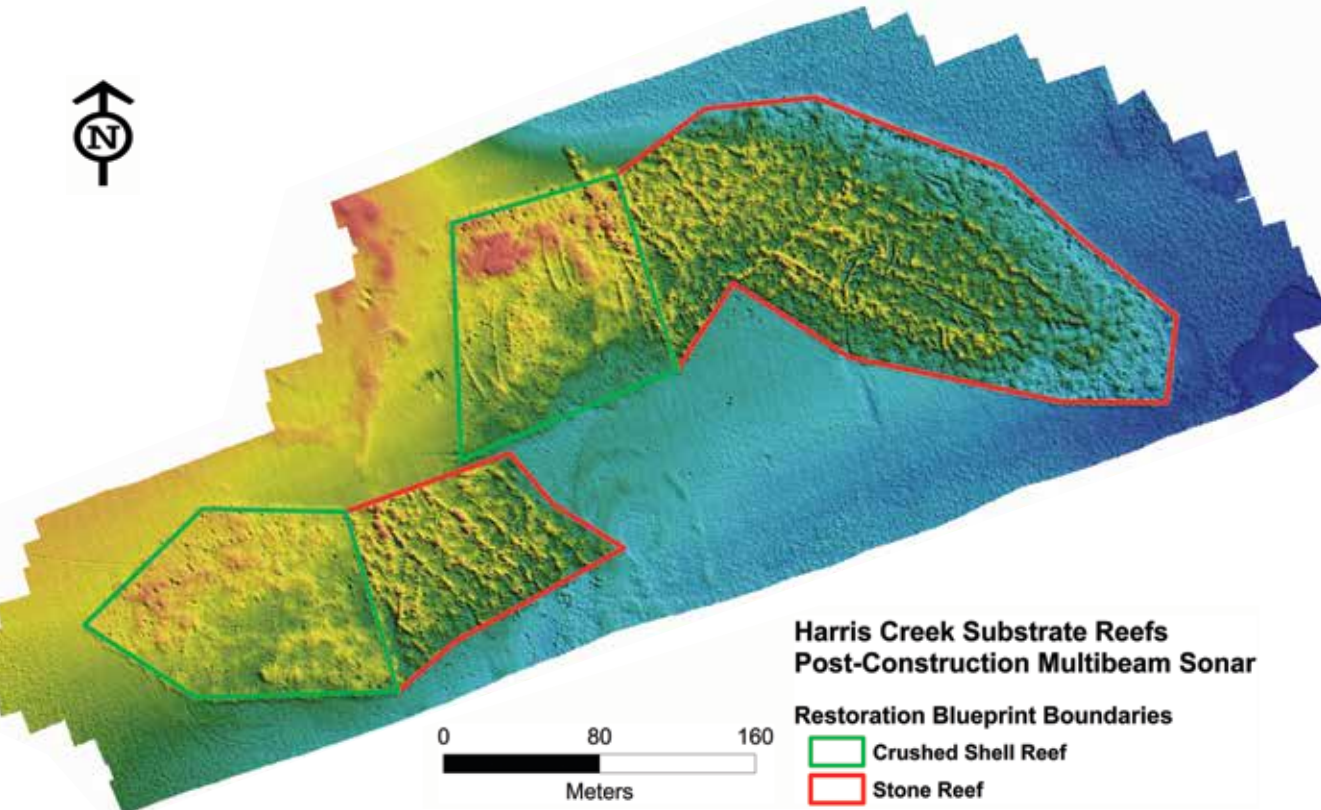 N
Harris Creek Substrate Reefs
Post-Construction Multibeam Sonar
Restoration Blueprint Boundaries
Crushed Shell Reef
Stone Reef
0 80 160
Meters